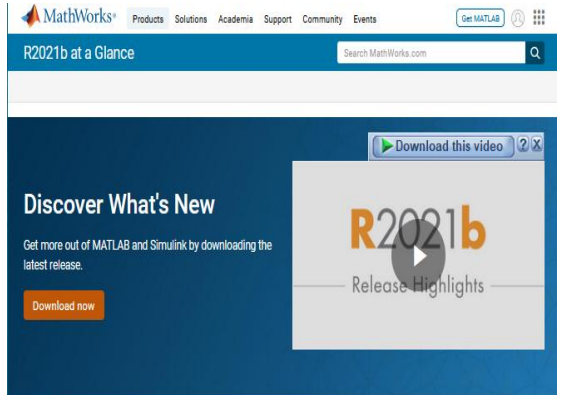 MathWorks®
Products Solutions Academia Support Community Events
Get MATLAB
R2021b at a Glance
Search MathWorks.com
Download this video ? X
Discover What's New
Get more out of MATLAB and Simulink by downloading the
latest release.
Download now
R2021b
Release Highlights